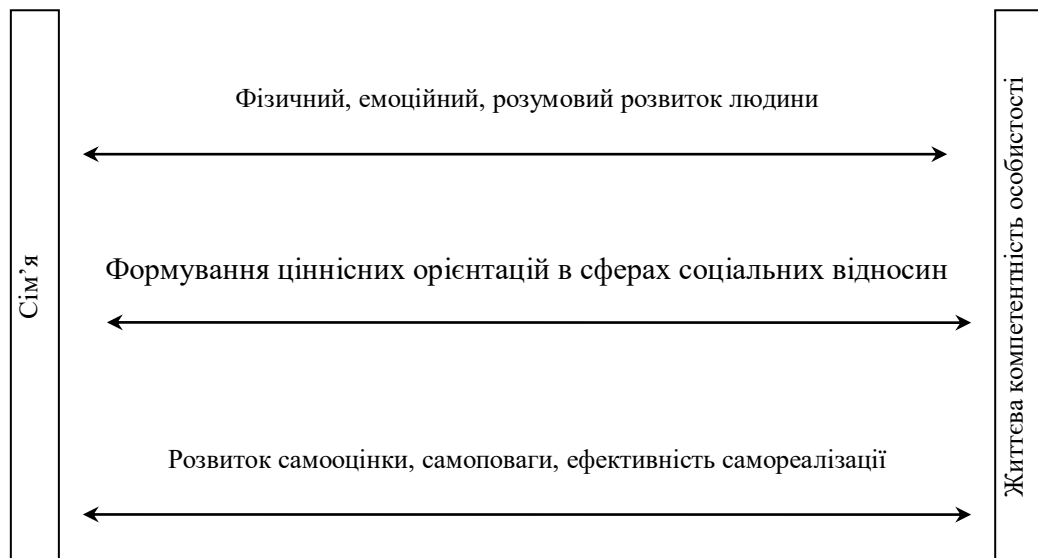 Сім’я
Фізичний, емоційний, розумовий розвиток людини
Формування ціннісних орієнтацій в сферах соціальних відносин
Розвиток самооцінки, самоповаги, ефективність самореалізації
Життєва компетентність особистості